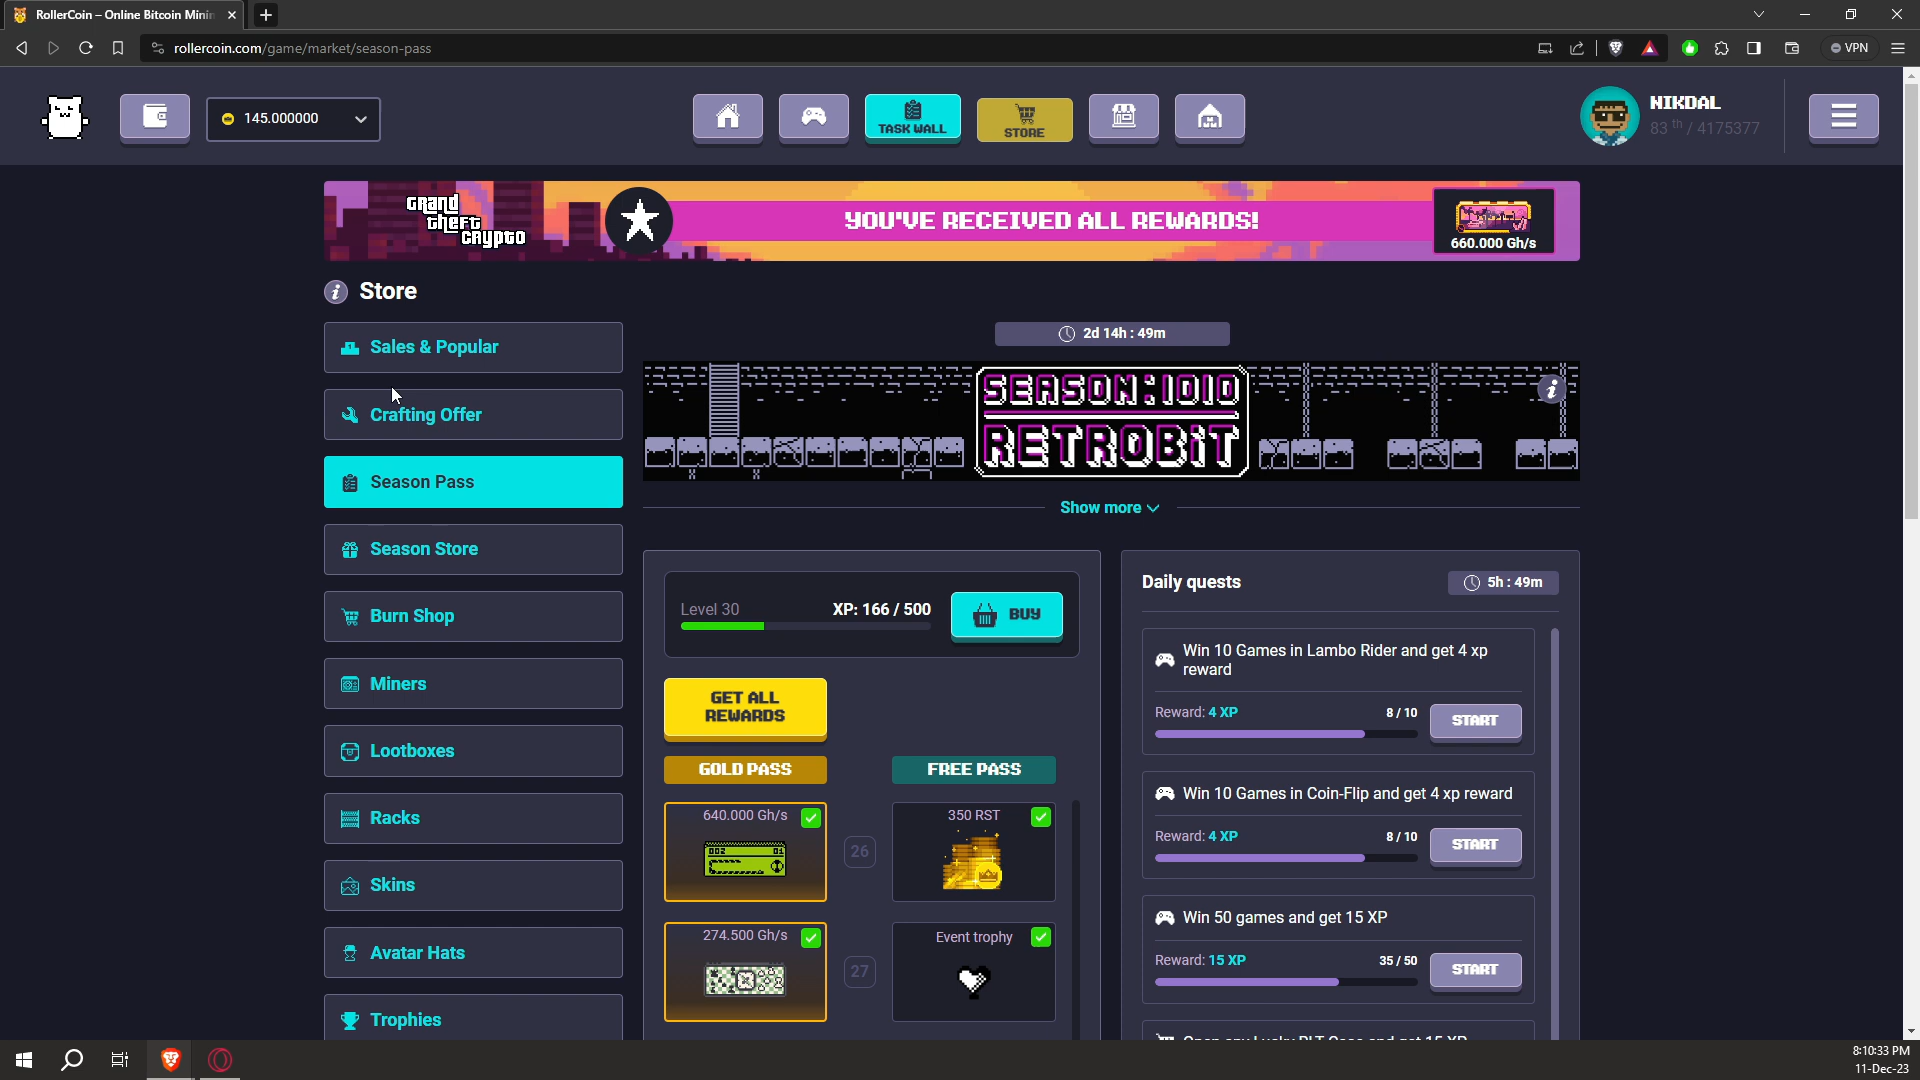 RollerCoin – Online Bitcoin Minin
rollercoin.com/game/market/season-pass
VPN
145.000000
TASK WALL
STORE
NIKDAL
83 th / 4175377
Grand
theft
Crypto
YOU'VE RECEIVED ALL REWARDS!
660.000 Gh/s
Store
Sales & Popular
Crafting Offer
Season Pass
Season Store
Burn Shop
Miners
Lootboxes
Racks
Skins
Avatar Hats
Trophies
2d 14h : 49m
SEASON:1010
RETROBIT
Show more
Level 30
XP: 166 / 500
BUY
GET ALL
REWARDS
GOLD PASS
FREE PASS
640.000 Gh/s
26
350 RST
274.500 Gh/s
27
Event trophy
Daily quests
5h : 49m
Win 10 Games in Lambo Rider and get 4 xp
reward
Reward: 4 XP
8 / 10
START
Win 10 Games in Coin-Flip and get 4 xp reward
Reward: 4 XP
8 / 10
START
Win 50 games and get 15 XP
Reward: 15 XP
35 / 50
START
8:10:33 PM
11-Dec-23